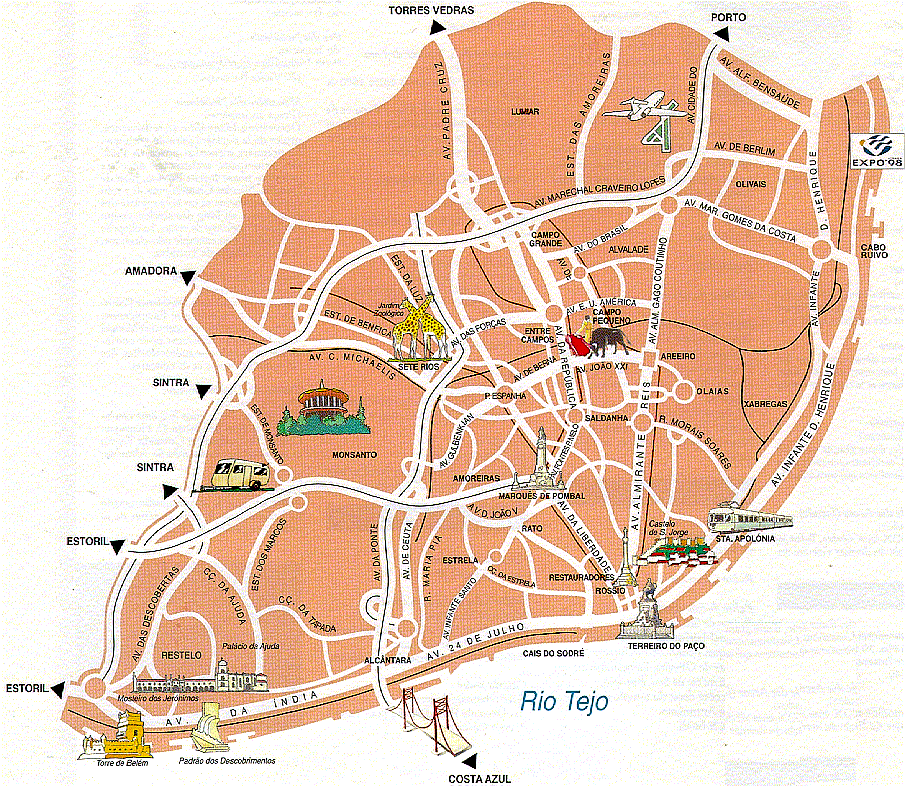 TORRES VEDRAS
PORTO
AV. PADRE CRUZ
LUMIAR
EST. DAS AMOREIRAS
AV. CIDADE DO
AV. ALF. BENSAÚDE
EXPO'98
AV. DE BERLIM
OLIVAIS
D. HENRIQUE
AV. MARECHAL CRAVEIRO LOPES
AV. MAR. GOMES DA COSTA
CAMPO
GRANDE
AV. DO BRASIL
ALVALADE
CABO
RUIVO
AMADORA
EST. DA LUZ
AV. DE
AV. ALM. GAGO COUTINHO
AV. INFANTE
Jardim
Zoológico
EST. DE BENFICA
AV. DAS FORÇAS
AV. E. U. AMÉRICA
CAMPO
PEQUENO
ENTRE
CAMPOS
AV. C. MICHAELIS
SETE RIOS
AV. DA REPÚBLICA
AREEIRO
AV. DE BERNA
AV. JOÃO XXI
SINTRA
P. ESPANHA
OLAIAS
XABREGAS
EST. DE MONSANTO
AV. GULBENKIAN
SALDANHA
REIS
R. MORAIS SOARES
AV. INFANTE D. HENRIQUE
MONSANTO
AV. FONTES P. MELO
SINTRA
AMOREIRAS
MARQUÊS DE POMBAL
AV. D. JOÃO V
AV. ALMIRANTE
ESTORIL
EST. DOS MARCOS
AV. DA PONTE
AV. DE CEUTA
R. MARIA PIA
RATO
AV. DA LIBERDADE
Castelo
de S. Jorge
STA. APOLÓNIA
ESTRELA
CÇ. DA ESTRELA
RESTAURADORES
ROSSIO
AV. DAS DESCOBERTAS
CÇ. DA AJUDA
CÇ. DA TAPADA
AV. INFANTE SANTO
RESTELO
Palácio da Ajuda
ALCÂNTARA
AV. 24 DE JULHO
CAIS DO SODRÉ
TERREIRO DO PAÇO
ESTORIL
Mosteiro dos Jerónimos
AV. DA ÍNDIA
Rio Tejo
Torre de Belém
Padrão dos Descobrimentos
COSTA AZUL